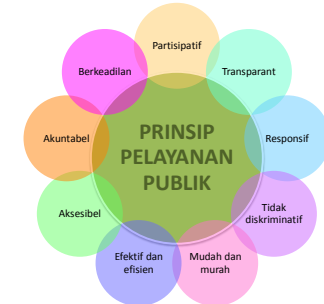 Partisipatif
Transparant
Responsif
Tidak
diskriminatif
Mudah dan
murah
Efektif dan
efisien
Aksesibel
Akuntabel
Berkeadilan
PRINSIP
PELAYANAN
PUBLIK